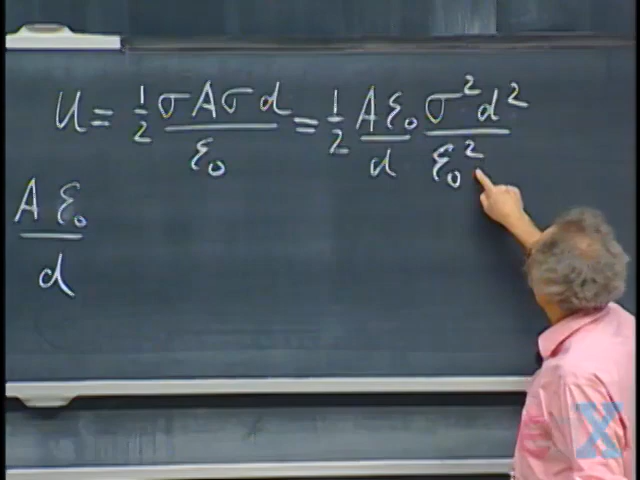 U = 1/2 σAσd/ε₀ = 1/2 Aε₀/d σ²d²/ε₀²
Aε₀/d